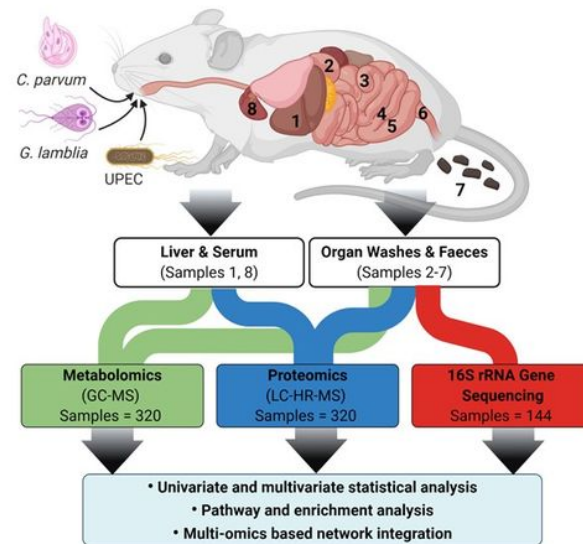 C. parvum
G. lamblia
UPEC
2
3
8
1
4
5
6
7
Liver & Serum
(Samples 1, 8)
Organ Washes & Faeces
(Samples 2-7)
Metabolomics
(GC-MS)
Samples = 320
Proteomics
(LC-HR-MS)
Samples = 320
16S rRNA Gene
Sequencing
Samples = 144
• Univariate and multivariate statistical analysis
• Pathway and enrichment analysis
• Multi-omics based network integration